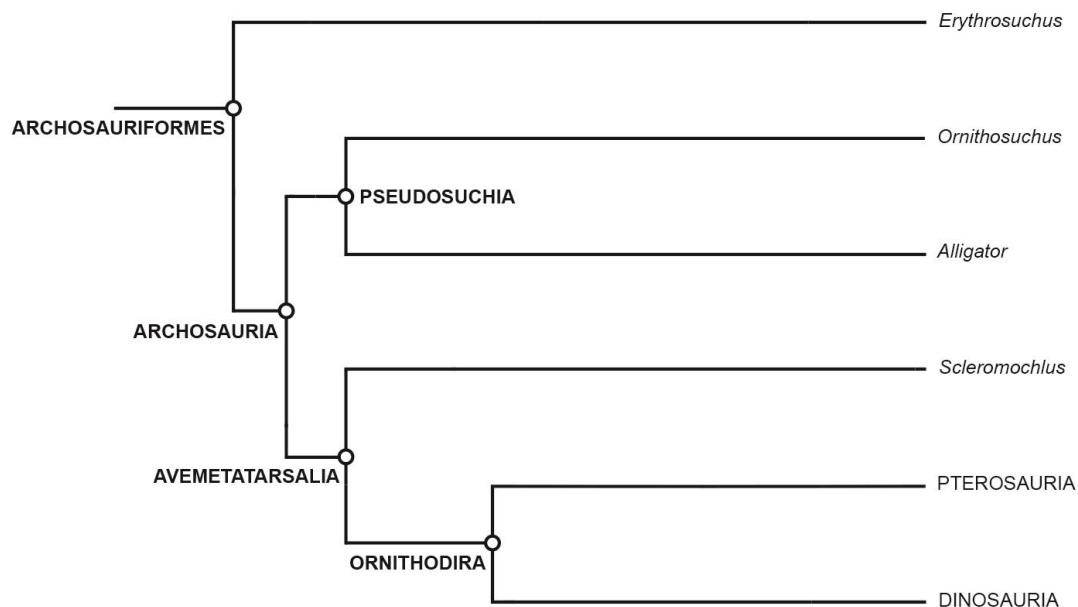 Erythrosuchus
ARCHOSAURIFORMES
Ornithosuchus
PSEUDOSUCHIA
Alligator
ARCHOSAURIA
Scleromochlus
AVEMETATARSALIA
PTEROSAURIA
ORNITHODIRA
DINOSAURIA